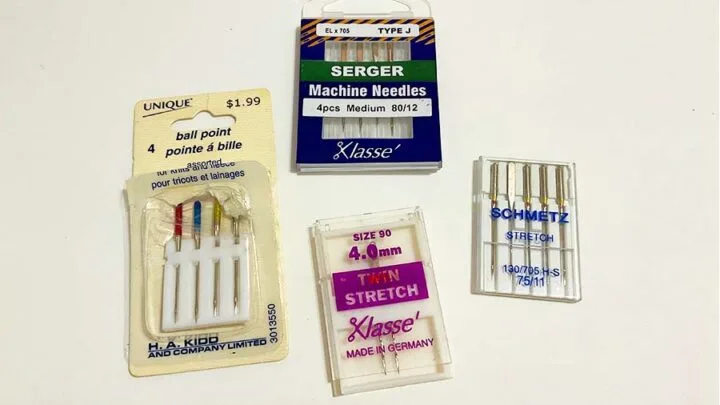 UNIQUE $1.99
ball point
4 pointe á bille
assorted
for knits and fleece
pour tricots et lainages
H. A. KIDD
AND COMPANY LIMITED
3013550
EL x 705 TYPE J
SERGER
Machine Needles
4pcs Medium 80/12
Klasse'
SIZE 90
4.0mm
TWIN
STRETCH
Klasse'
MADE IN GERMANY
SCHMETZ
STRETCH
130/705 H-S
75/11